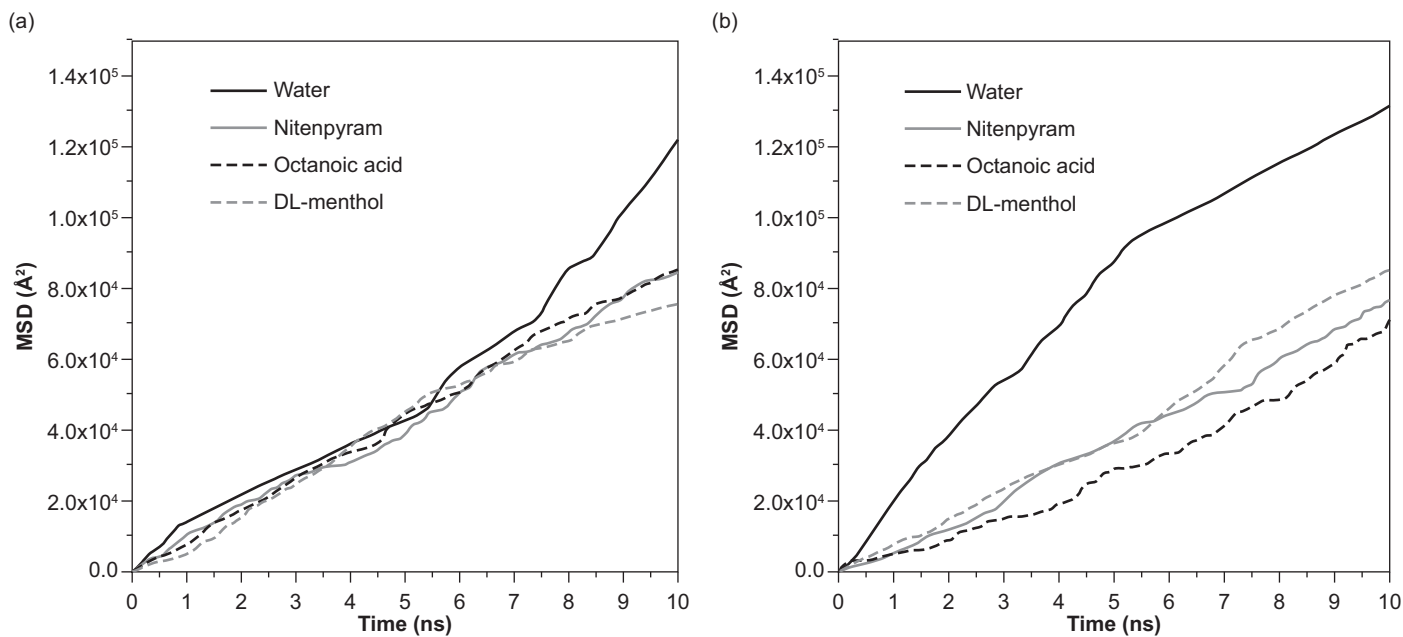 (a)
MSD (Å²)
1.4x10⁵
1.2x10⁵
1.0x10⁵
8.0x10⁴
6.0x10⁴
4.0x10⁴
2.0x10⁴
0.0
Water
Nitenpyram
Octanoic acid
DL-menthol
0 1 2 3 4 5 6 7 8 9 10
Time (ns)
(b)
MSD (Å²)
1.4x10⁵
1.2x10⁵
1.0x10⁵
8.0x10⁴
6.0x10⁴
4.0x10⁴
2.0x10⁴
0.0
Water
Nitenpyram
Octanoic acid
DL-menthol
0 1 2 3 4 5 6 7 8 9 10
Time (ns)